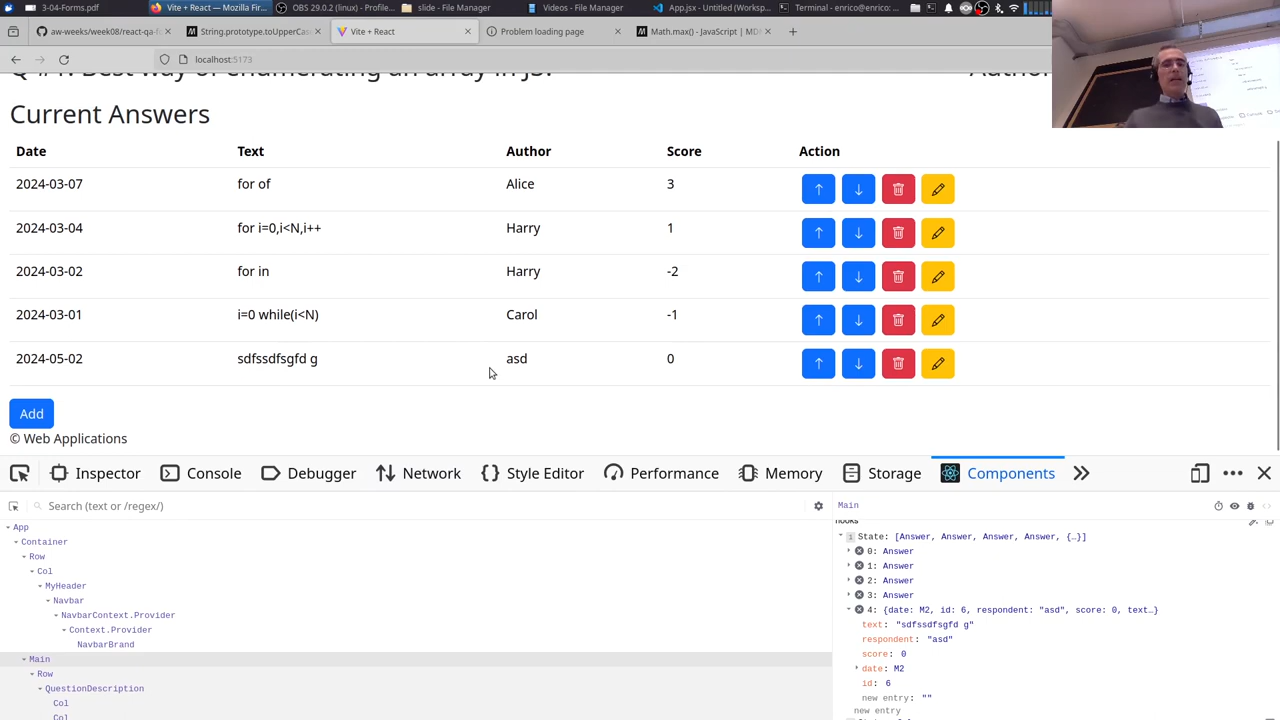 3-04-Forms.pdf
Vite + React — Mozilla Firef...
OBS 29.0.2 (linux) - Profile...
slide - File Manager
Videos - File Manager
App.jsx - Untitled (Worksp...
Terminal - enrico@enrico: ...
aw-weeks/week08/react-qa-f
String.prototype.toUpperCas
Vite + React
Problem loading page
Math.max() - JavaScript | MD
localhost:5173
Current Answers
Date Text Author Score Action
2024-03-07 for of Alice 3
2024-03-04 for i=0,i<N,i++ Harry 1
2024-03-02 for in Harry -2
2024-03-01 i=0 while(i<N) Carol -1
2024-05-02 sdfssdfsgfd g asd 0
Add
© Web Applications
Inspector Console Debugger Network Style Editor Performance Memory Storage Components
Search (text or /regex/)
Main
App
Container
Row
Col
MyHeader
Navbar
NavbarContext.Provider
Context.Provider
NavbarBrand
Main
Row
QuestionDescription
Col
Col
hooks
1 State: [Answer, Answer, Answer, Answer, {…}]
0: Answer
1: Answer
2: Answer
3: Answer
4: {date: M2, id: 6, respondent: "asd", score: 0, text…}
text: "sdfssdfsgfd g"
respondent: "asd"
score: 0
date: M2
id: 6
new entry: ""
new entry